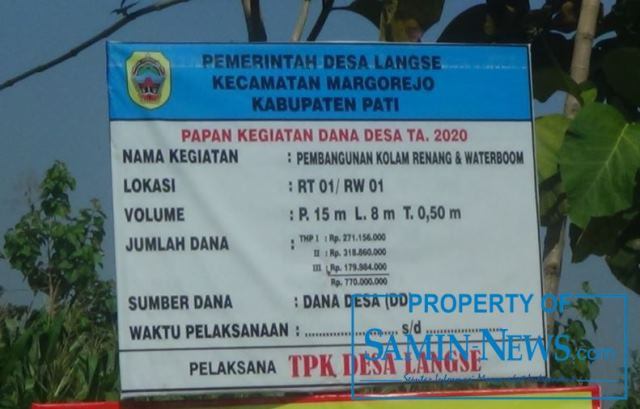 PEMERINTAH DESA LANGSE
KECAMATAN MARGOREJO
KABUPATEN PATI
PAPAN KEGIATAN DANA DESA TA. 2020
NAMA KEGIATAN : PEMBANGUNAN KOLAM RENANG & WATERBOOM
LOKASI : RT 01/ RW 01
VOLUME : P. 15 m L. 8 m T. 0,50 m
JUMLAH DANA : THP I : Rp. 271.156.000
II : Rp. 318.860.000
III : Rp. 179.984.000
Rp. 770.000.000
SUMBER DANA : DANA DESA (DD)
WAKTU PELAKSANAAN : ........................ s/d ....................
PELAKSANA TPK DESA LANGSE
PROPERTY OF
SAMIN-NEWS.com